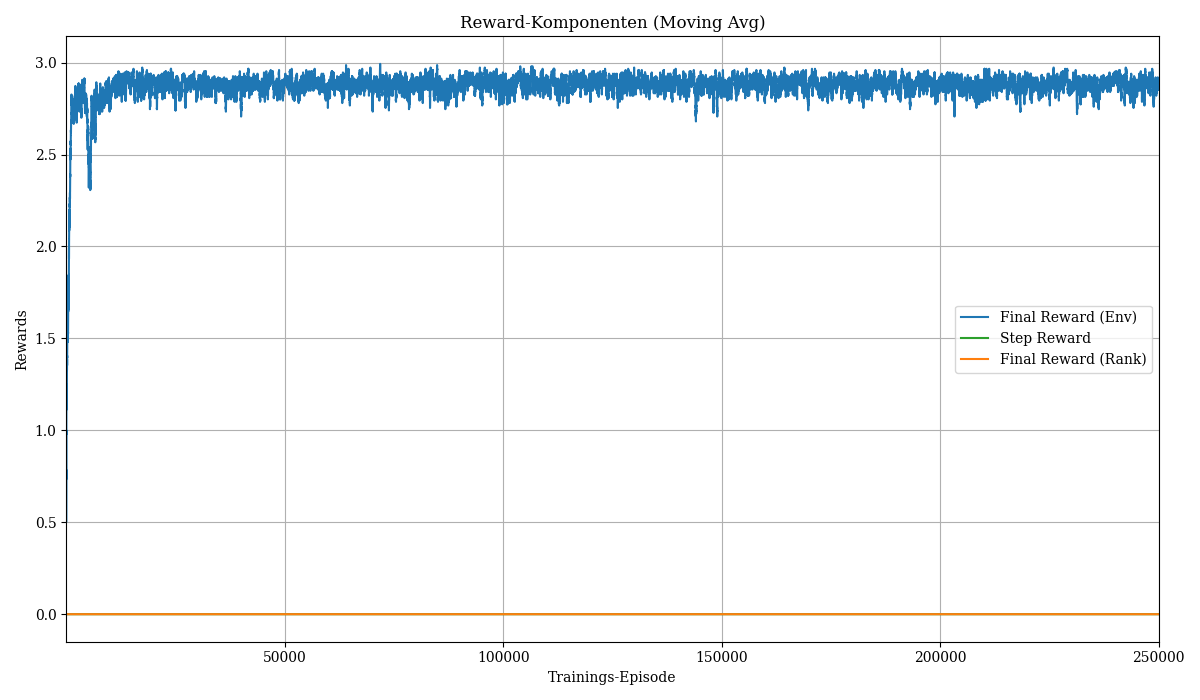 Reward-Komponenten (Moving Avg)
3.0
2.5
2.0
1.5
1.0
0.5
0.0
Rewards
Final Reward (Env)
Step Reward
Final Reward (Rank)
50000
100000
150000
200000
250000
Trainings-Episode